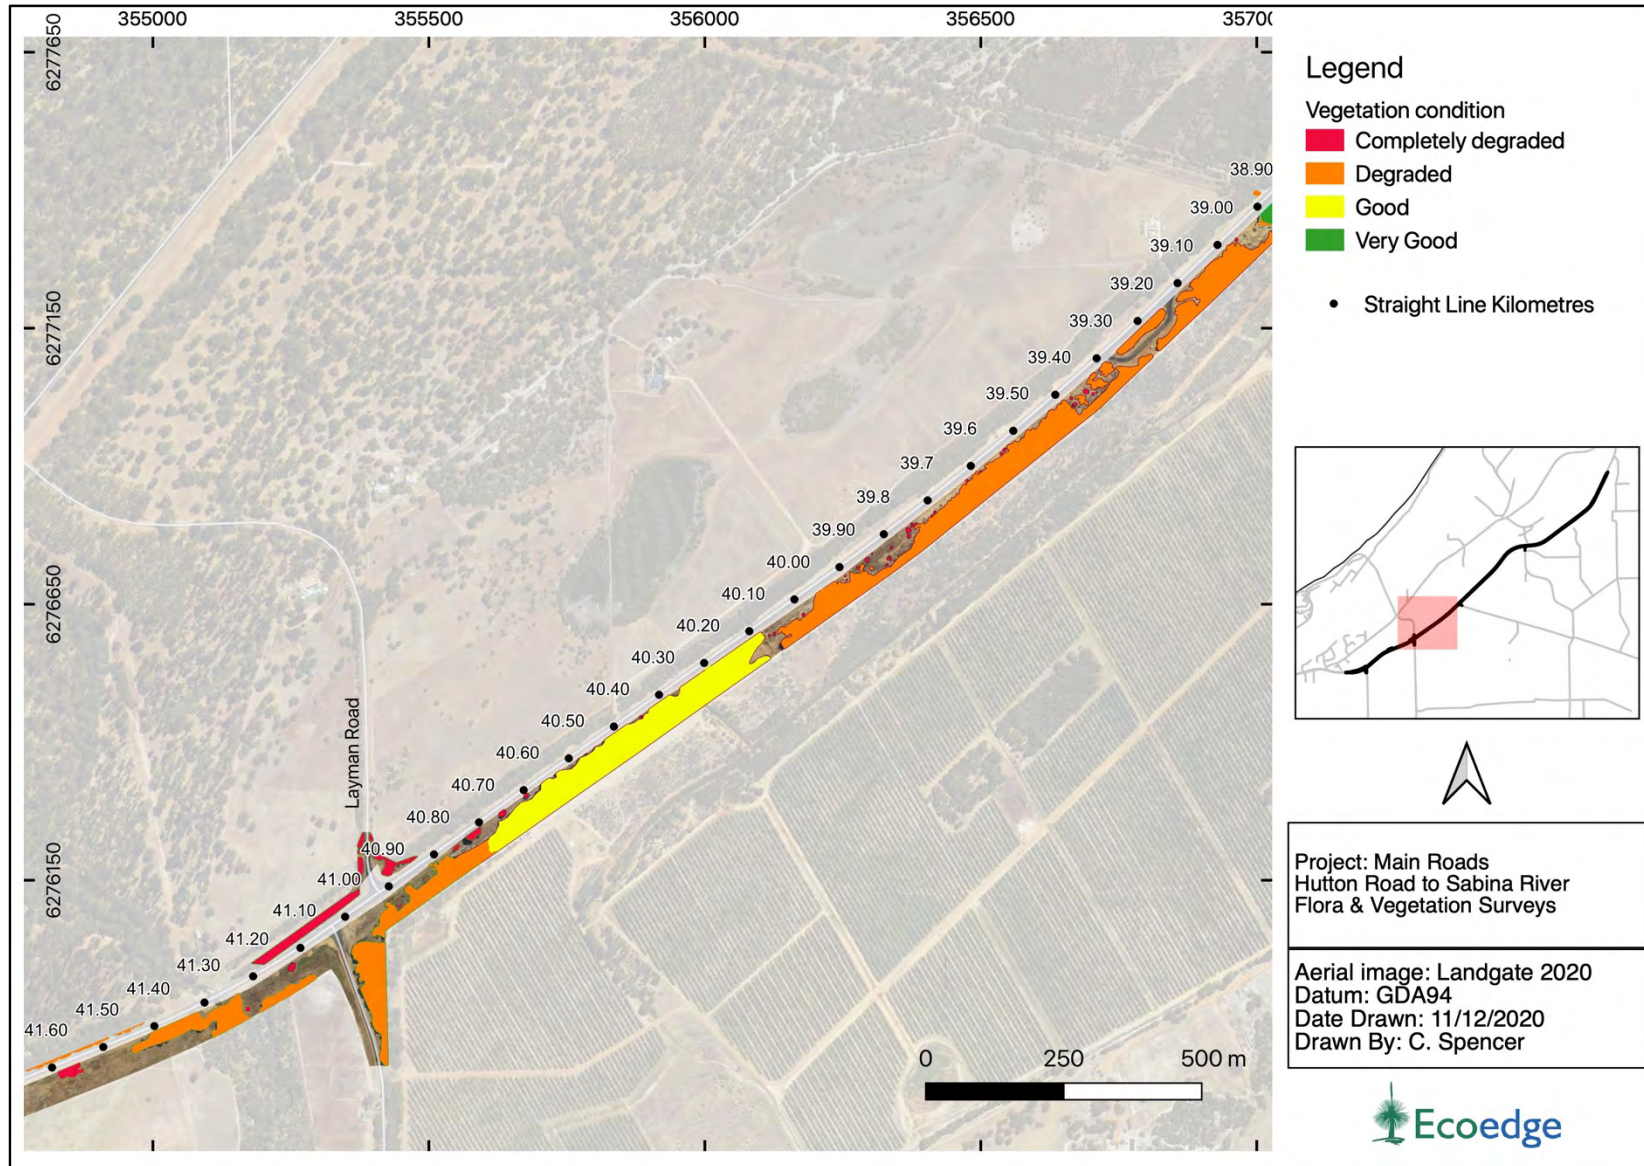 355000 355500 356000 356500 35700
6277650
6277150
6276650
6276150
38.90
39.00
39.10
39.20
39.30
39.40
39.50
39.6
39.7
39.8
39.90
40.00
40.10
40.20
40.30
40.40
40.50
40.60
40.70
40.80
40.90
41.00
41.10
41.20
41.30
41.40
41.50
41.60
Layman Road
0 250 500 m
Legend
Vegetation condition
Completely degraded
Degraded
Good
Very Good
Straight Line Kilometres
Project: Main Roads
Hutton Road to Sabina River
Flora & Vegetation Surveys
Aerial image: Landgate 2020
Datum: GDA94
Date Drawn: 11/12/2020
Drawn By: C. Spencer
Ecoedge